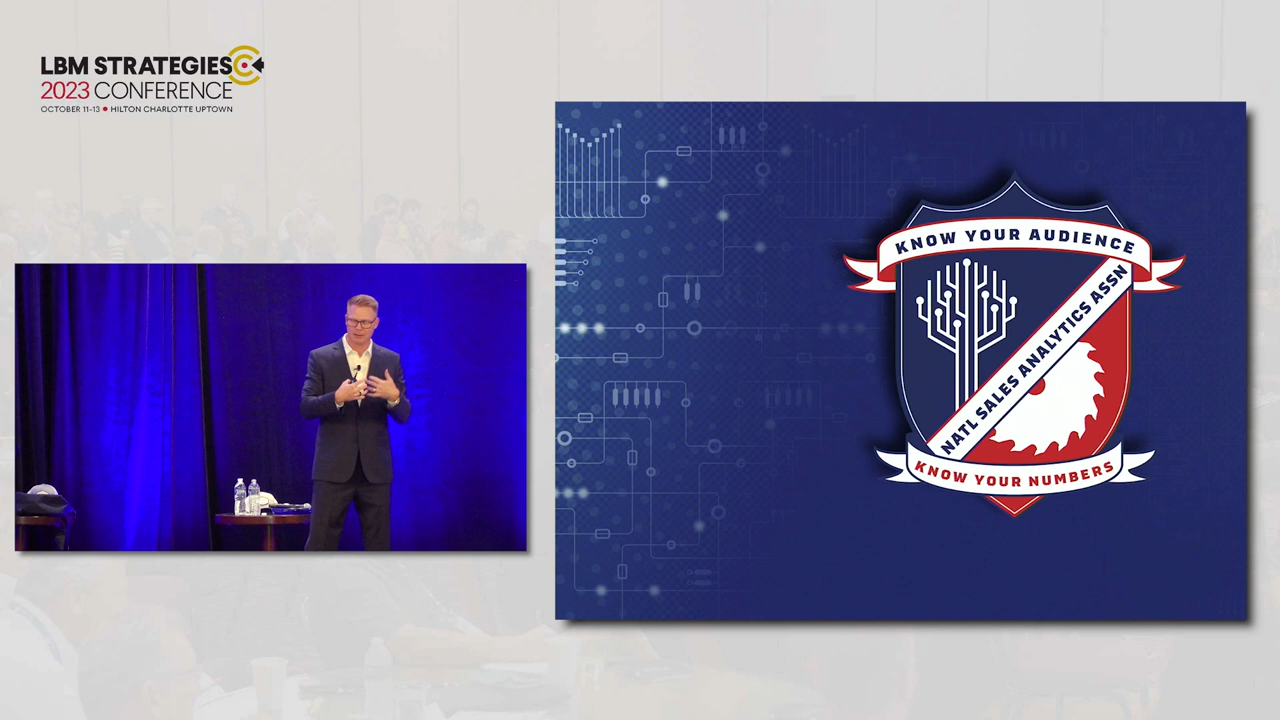 LBM STRATEGIES
2023 CONFERENCE
OCTOBER 11-13 • HILTON CHARLOTTE UPTOWN
KNOW YOUR AUDIENCE
NATL SALES ANALYTICS ASSN
KNOW YOUR NUMBERS